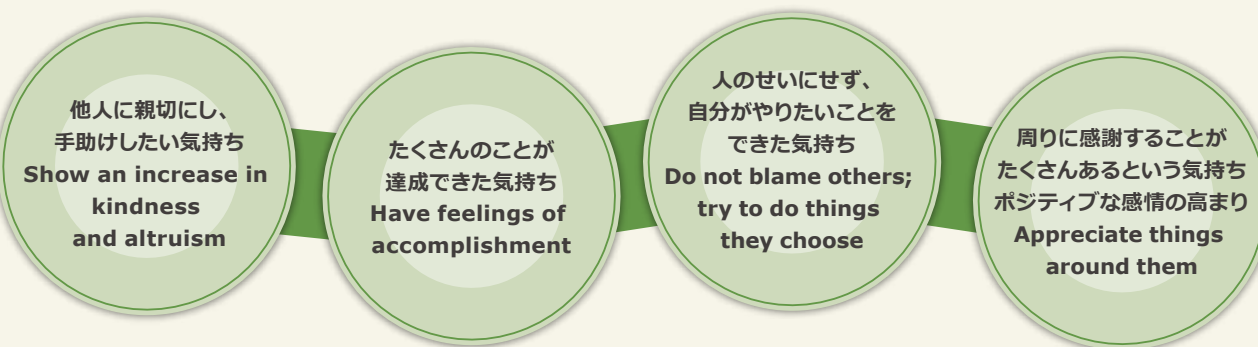 他人に親切にし、
手助けしたい気持ち
Show an increase in
kindness
and altruism
たくさんのことが
達成できた気持ち
Have feelings of
accomplishment
人のせいにせず、
自分がやりたいことを
できた気持ち
Do not blame others;
try to do things
they choose
周りに感謝することが
たくさんあるという気持ち
ポジティブな感情の高まり
Appreciate things
around them